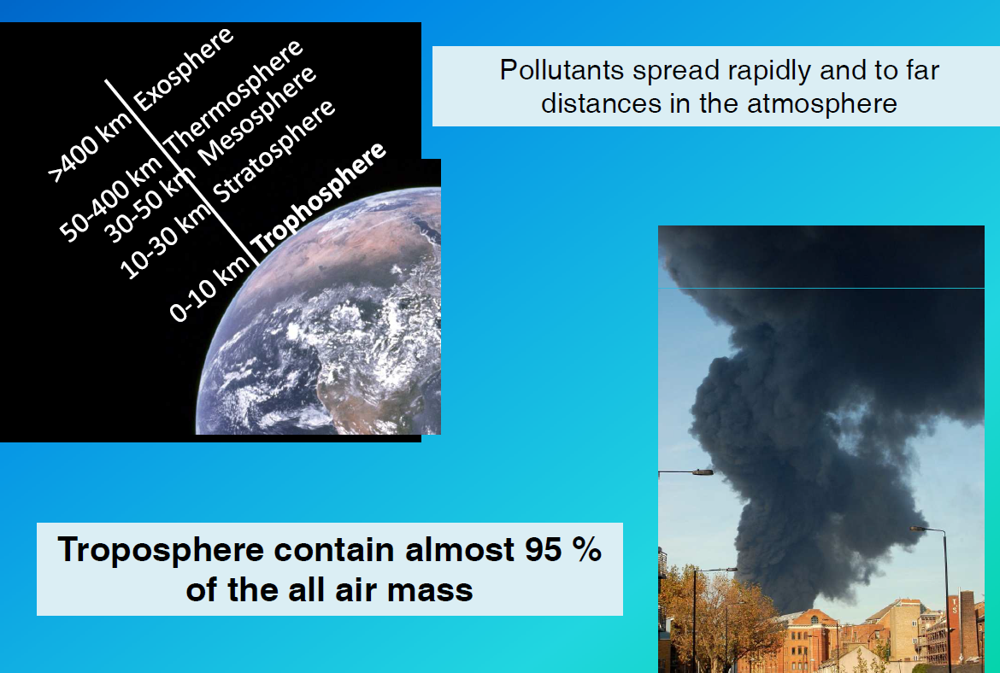 >400 km Exosphere
50-400 km Thermosphere
30-50 km Mesosphere
10-30 km Stratosphere
0-10 km Trophosphere
Pollutants spread rapidly and to far
distances in the atmosphere
Troposphere contain almost 95 %
of the all air mass
TS